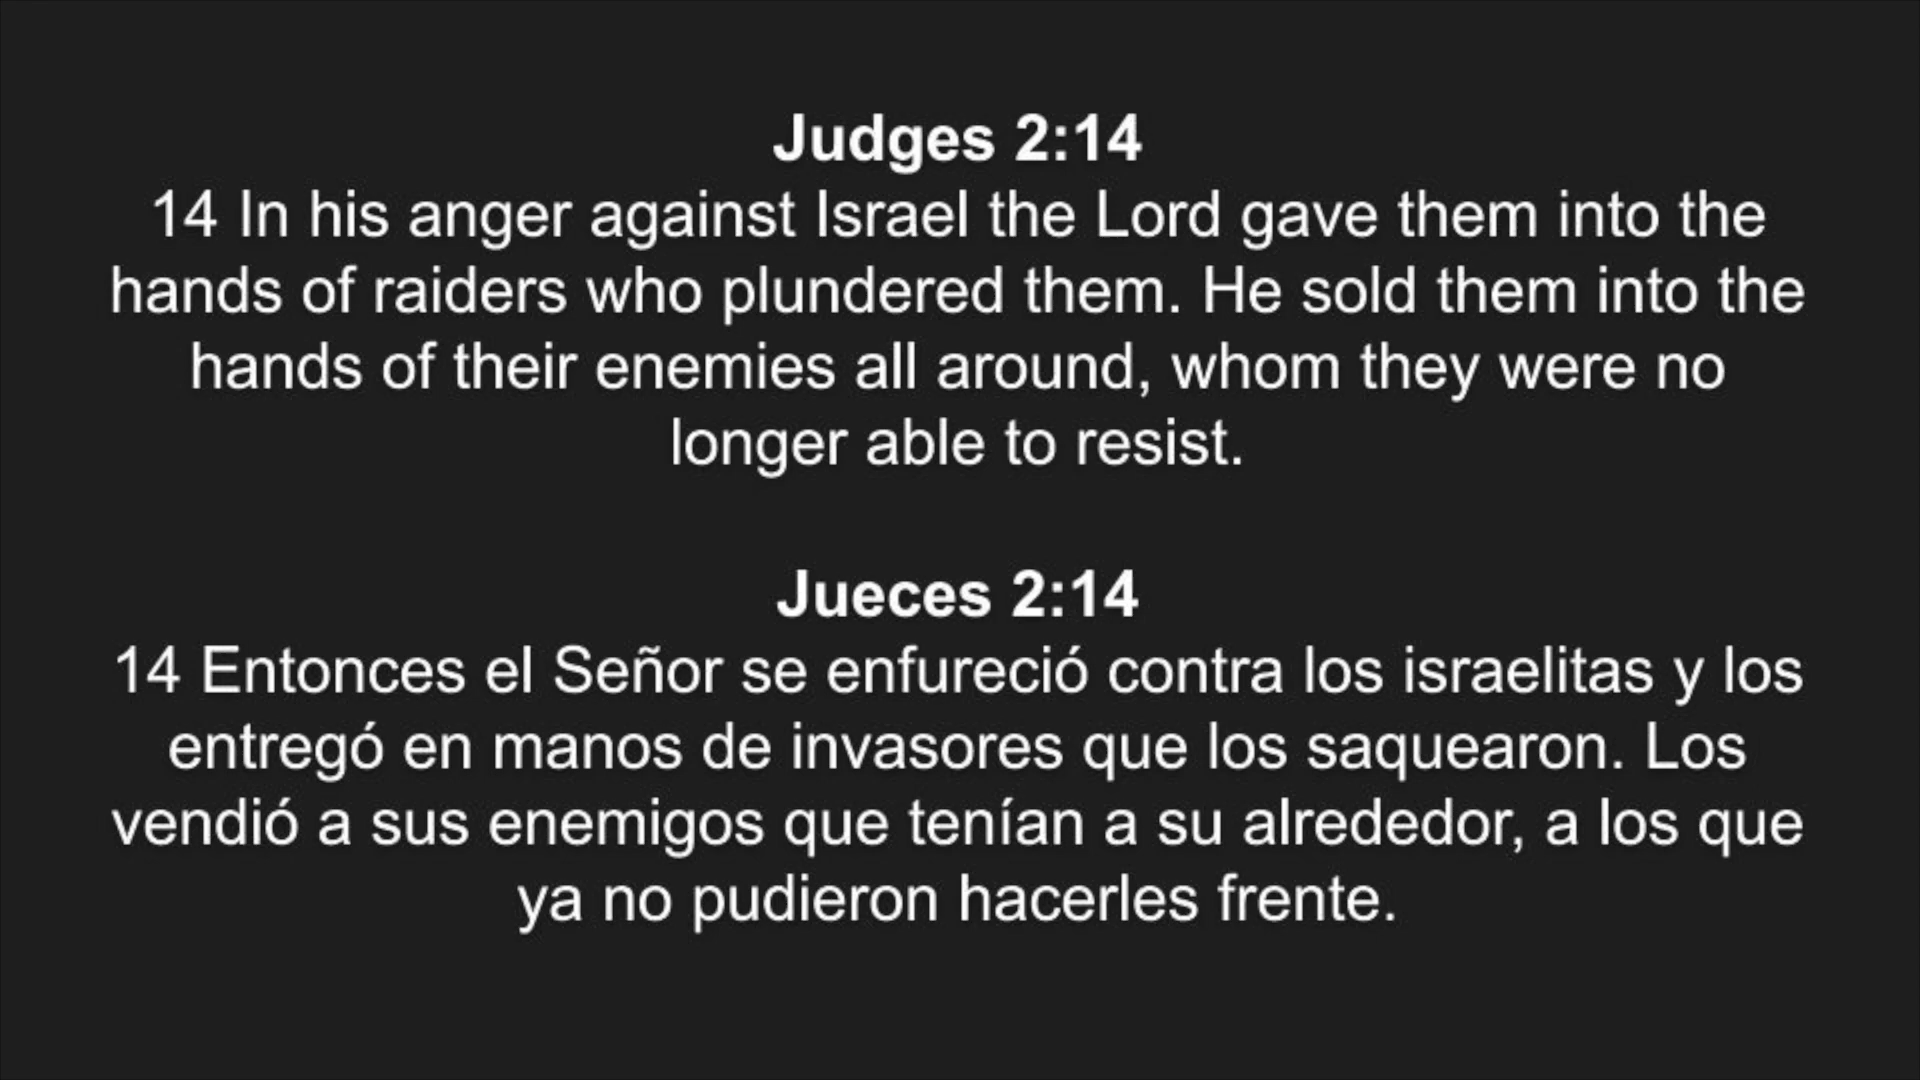 Judges 2:14
14 In his anger against Israel the Lord gave them into the
hands of raiders who plundered them. He sold them into the
hands of their enemies all around, whom they were no
longer able to resist.
Jueces 2:14
14 Entonces el Señor se enfureció contra los israelitas y los
entregó en manos de invasores que los saquearon. Los
vendió a sus enemigos que tenían a su alrededor, a los que
ya no pudieron hacerles frente.